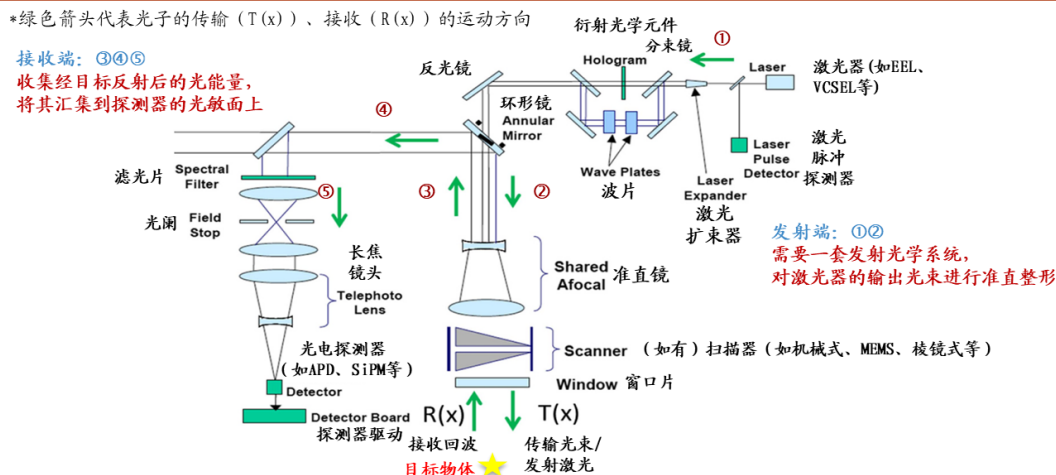 *绿色箭头代表光子的传输（T(x)）、接收（R(x)）的运动方向
接收端：③④⑤
收集经目标反射后的光能量，
将其汇集到探测器的光敏面上
衍射光学元件
分束镜
Hologram
①
反光镜
Laser
激光器(如EEL、
VCSEL等)
环形镜
Annular
Mirror
④
Wave Plates
波片
Laser
Pulse
Detector
激光
脉冲
探测器
Laser
Expander
激光
扩束器
滤光片
Spectral
Filter
⑤
③
②
光阑
Field
Stop
发射端：①②
需要一套发射光学系统，
对激光器的输出光束进行准直整形
长焦
镜头
Telephoto
Lens
Shared
Afocal
准直镜
光电探测器
（如APD、SiPM等）
Scanner
（如有）扫描器（如机械式、MEMS、棱镜式等）
Detector
Window
窗口片
Detector Board
探测器驱动
R(x)
T(x)
接收回波
传输光束/
发射激光
目标物体